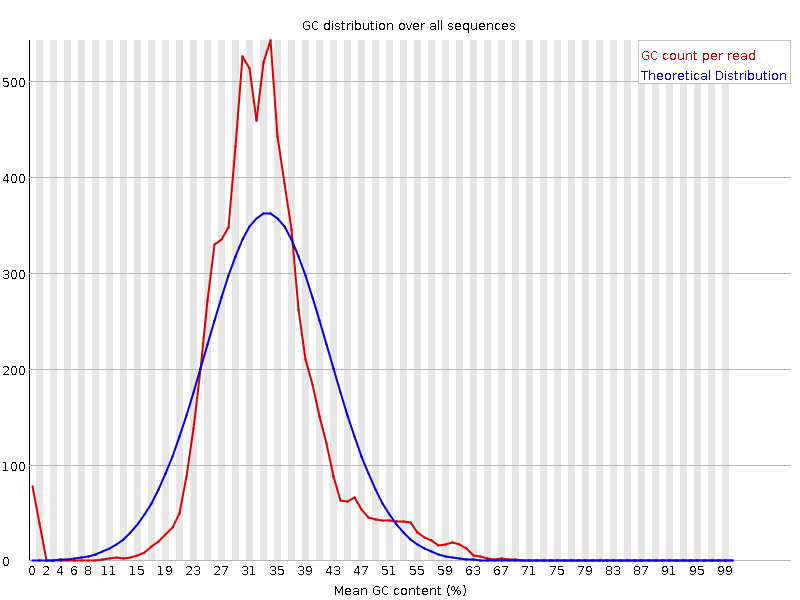 GC distribution over all sequences
GC count per read
Theoretical Distribution
500
400
300
200
100
0
0 2 4 6 8 11 15 19 23 27 31 35 39 43 47 51 55 59 63 67 71 75 79 83 87 91 95 99
Mean GC content (%)